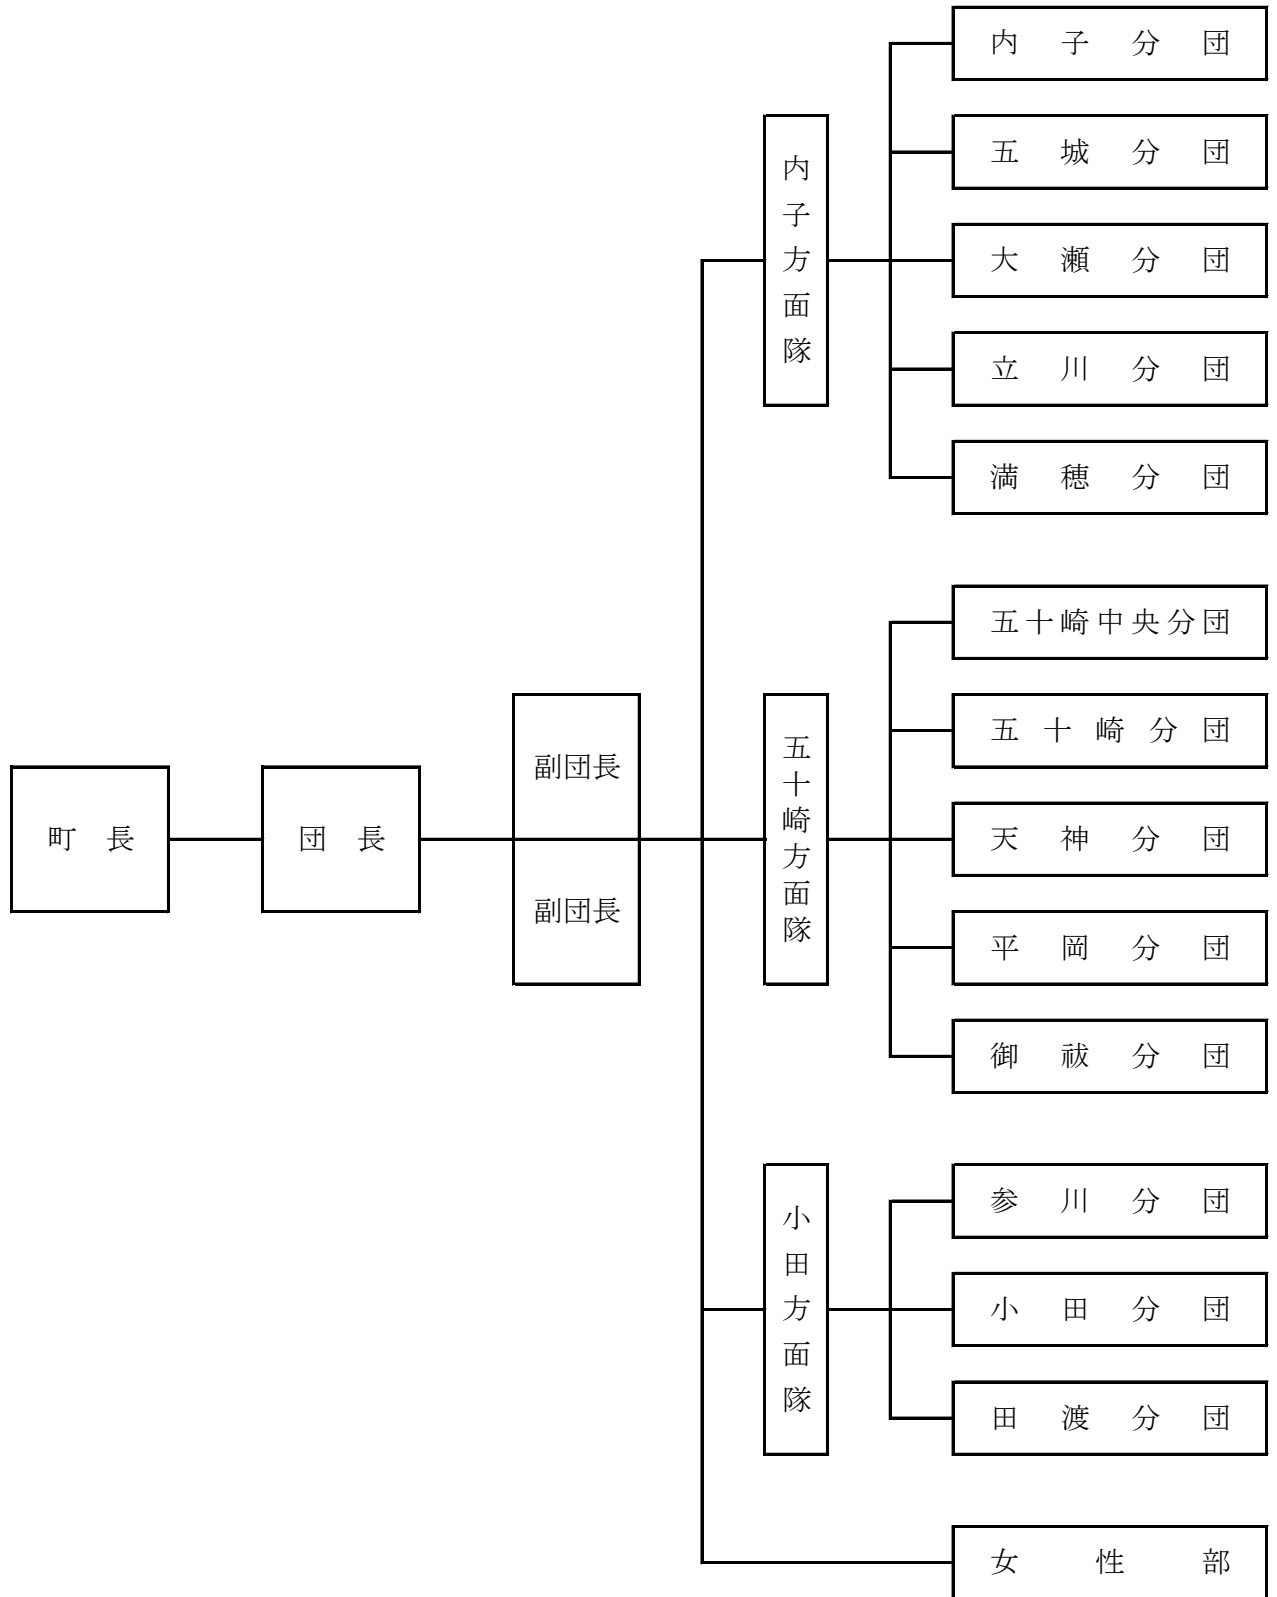 町長
団長
副団長
副団長
内子方面隊
内子分団
五城分団
大瀬分団
立川分団
満穂分団
五十崎方面隊
五十崎中央分団
五十崎分団
天神分団
平岡分団
御祓分団
小田方面隊
参川分団
小田分団
田渡分団
女性部